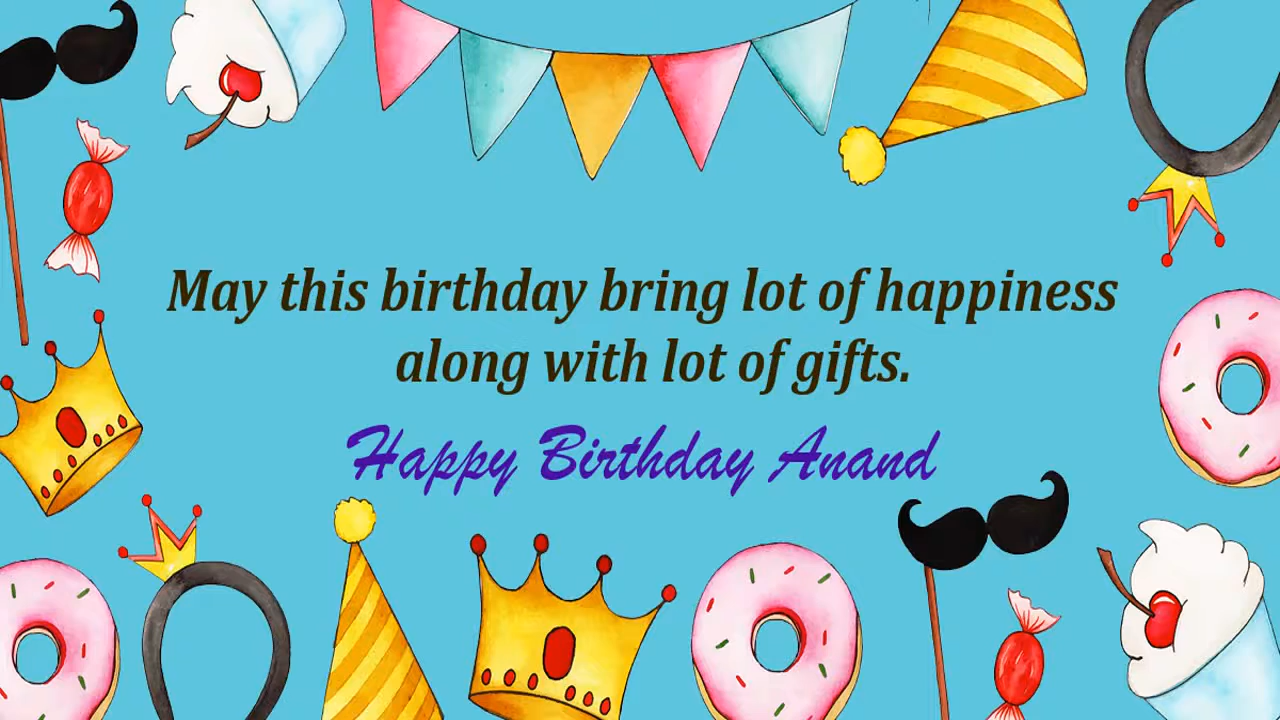 May this birthday bring lot of happiness
along with lot of gifts.
Happy Birthday Anand